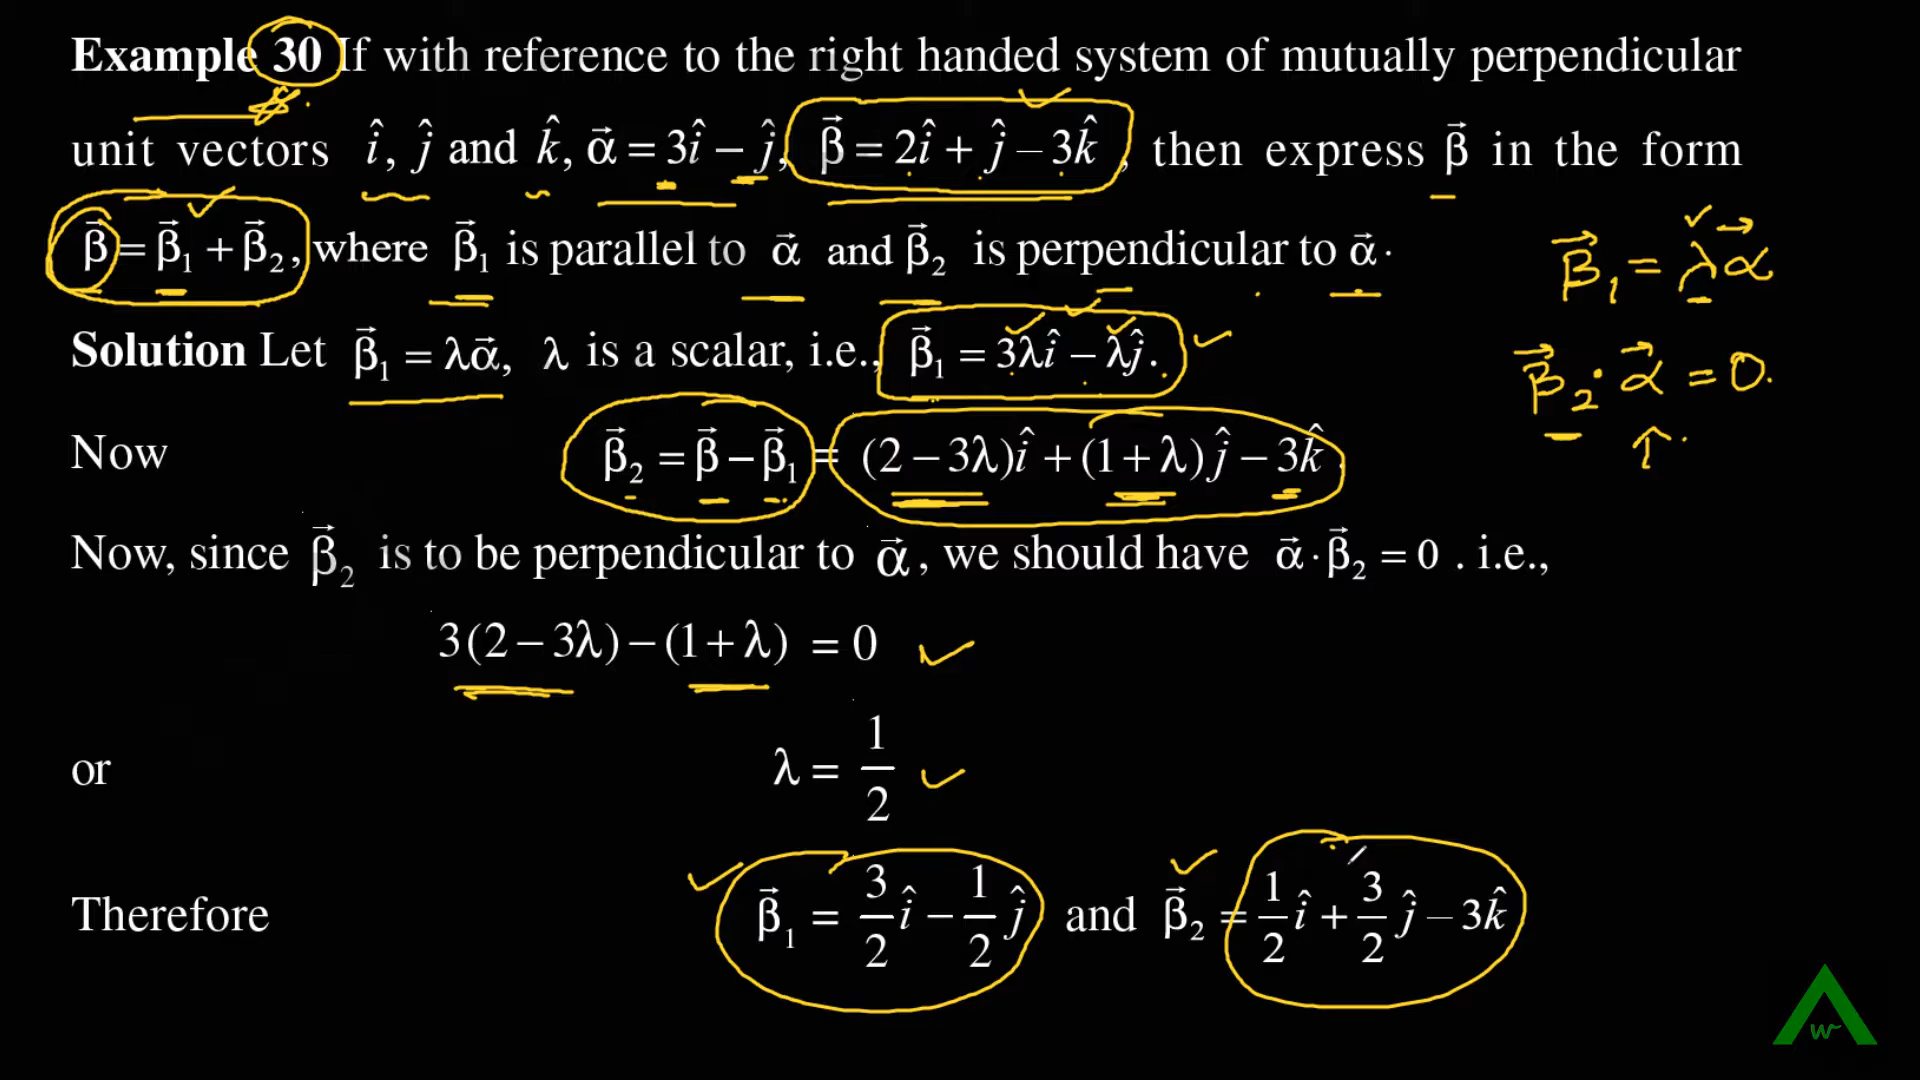 Example 30 If with reference to the right handed system of mutually perpendicular
unit vectors î, ĵ and k̂, α⃗ = 3î − ĵ, β⃗ = 2î + ĵ − 3k̂, then express β⃗ in the form
β⃗ = β⃗₁ + β⃗₂, where β⃗₁ is parallel to α⃗ and β⃗₂ is perpendicular to α⃗.
β⃗₁ = λα⃗
Solution Let β⃗₁ = λα⃗, λ is a scalar, i.e., β⃗₁ = 3λî − λĵ.
β⃗₂ · α⃗ = 0.
Now β⃗₂ = β⃗ − β⃗₁ = (2 − 3λ)î + (1 + λ)ĵ − 3k̂
Now, since β⃗₂ is to be perpendicular to α⃗, we should have α⃗ · β⃗₂ = 0 . i.e.,
3(2 − 3λ) − (1 + λ) = 0
or λ = 1/2
Therefore β⃗₁ = 3/2 î − 1/2 ĵ and β⃗₂ = 1/2 î + 3/2 ĵ − 3k̂
w